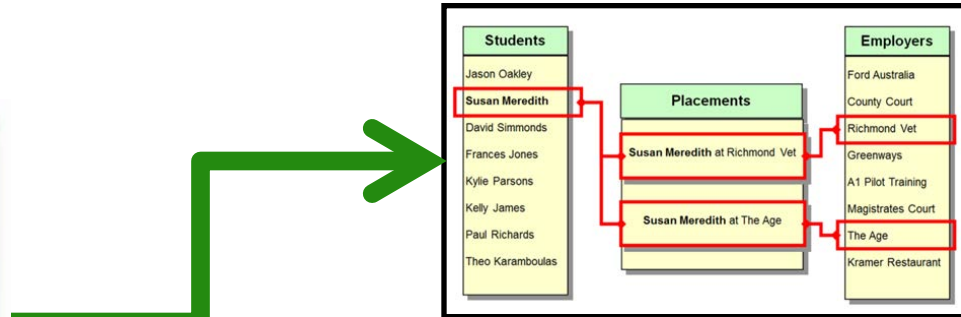 Students
Jason Oakley
Susan Meredith
David Simmonds
Frances Jones
Kylie Parsons
Kelly James
Paul Richards
Theo Karamboulas
Placements
Susan Meredith at Richmond Vet
Susan Meredith at The Age
Employers
Ford Australia
County Court
Richmond Vet
Greenways
A1 Pilot Training
Magistrates Court
The Age
Kramer Restaurant